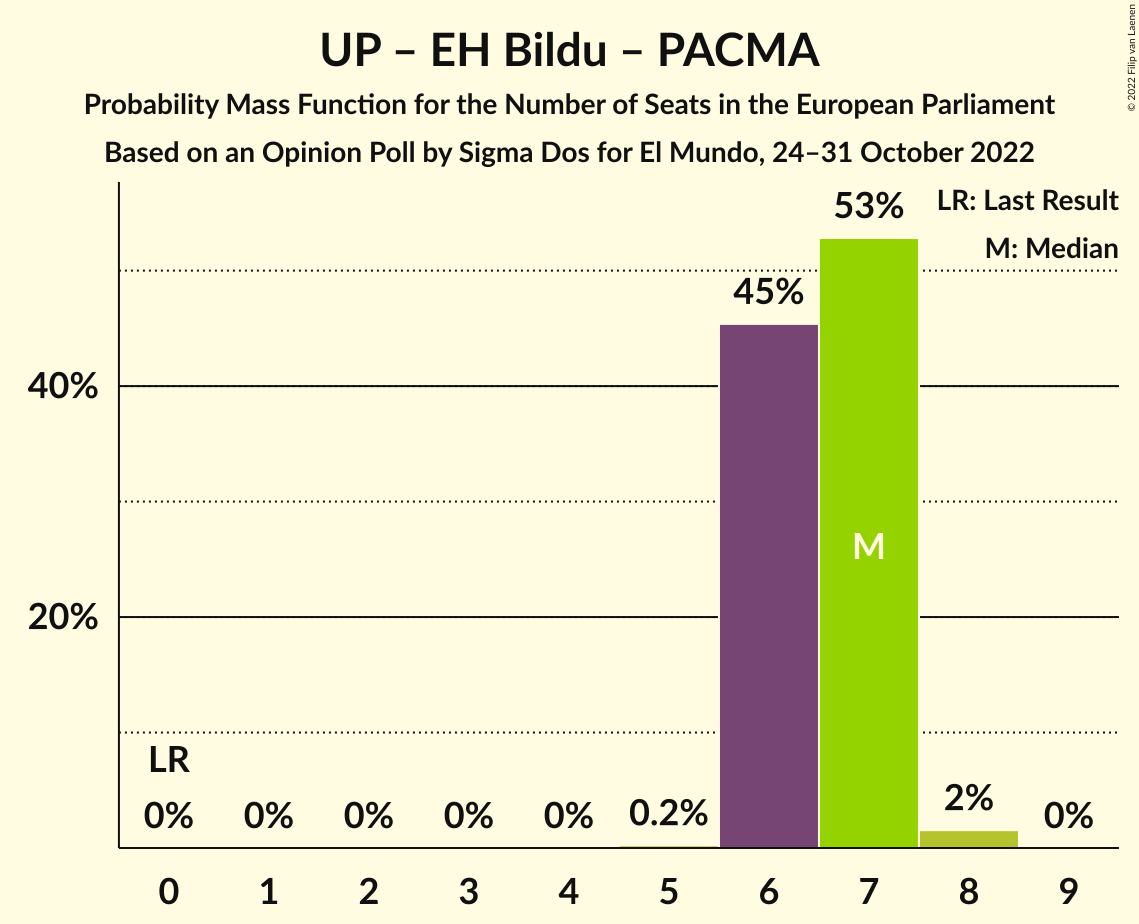 UP – EH Bildu – PACMA
Probability Mass Function for the Number of Seats in the European Parliament
Based on an Opinion Poll by Sigma Dos for El Mundo, 24–31 October 2022
© 2022 Filip van Laenen
LR: Last Result
M: Median
53%
45%
40%
M
20%
LR
0% 0% 0% 0% 0% 0.2% 2% 0%
0 1 2 3 4 5 6 7 8 9